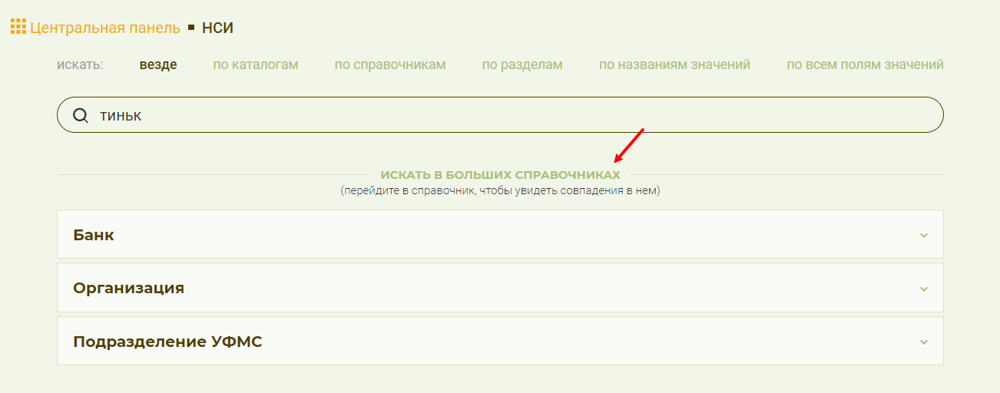 Центральная панель НСИ
искать: везде по каталогам по справочникам по разделам по названиям значений по всем полям значений
тиньк
ИСКАТЬ В БОЛЬШИХ СПРАВОЧНИКАХ
(перейдите в справочник, чтобы увидеть совпадения в нем)
Банк
Организация
Подразделение УФМС